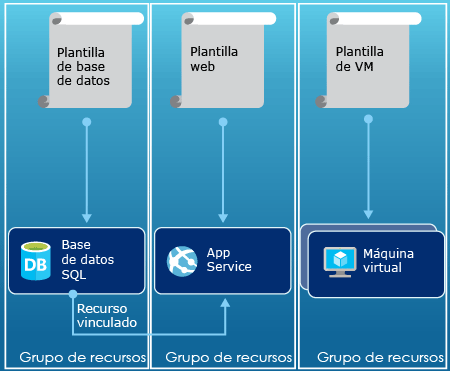 Plantilla
de base
de datos
Plantilla
web
Plantilla
de VM
DB
Base
de datos
SQL
App
Service
Máquina
virtual
Recurso
vinculado
Grupo de recursos
Grupo de recursos
Grupo de recursos